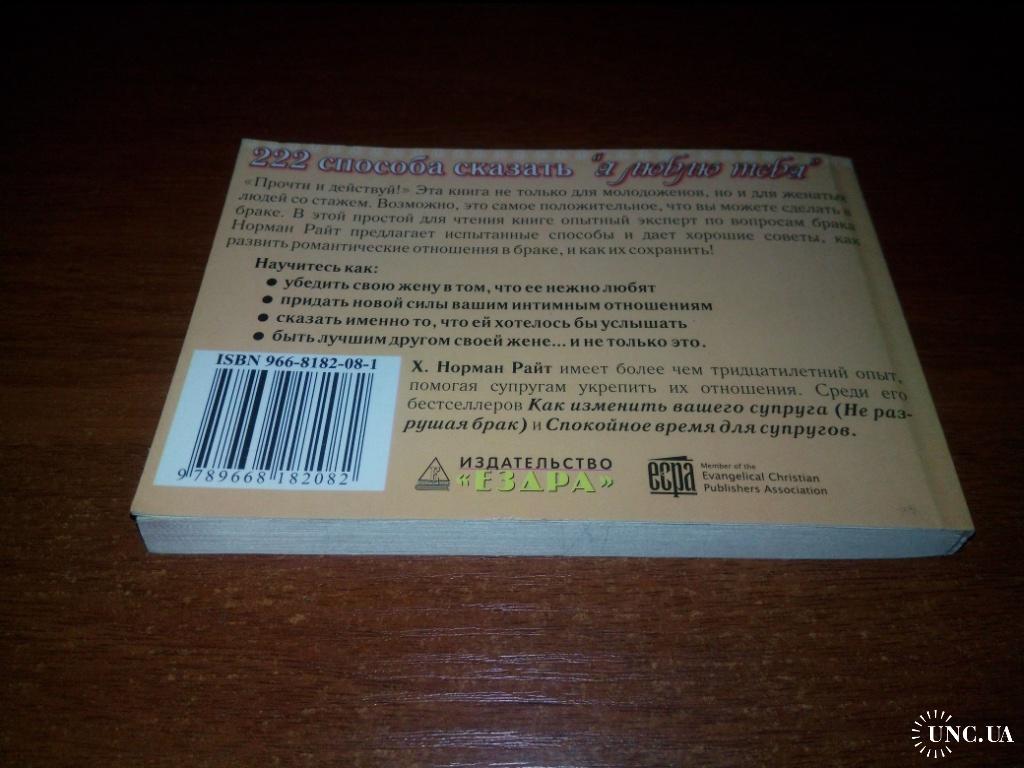 222 способа сказать "я люблю тебя"
«Прочти и действуй!» Эта книга не только для молодоженов, но и для женатых
людей со стажем. Возможно, это самое положительное, что вы можете сделать в
браке. В этой простой для чтения книге опытный эксперт по вопросам брака
Норман Райт предлагает испытанные способы и дает хорошие советы, как
развить романтические отношения в браке, и как их сохранить!
Научитесь как:
● убедить свою жену в том, что ее нежно любят
● придать новой силы вашим интимным отношениям
● сказать именно то, что ей хотелось бы услышать
● быть лучшим другом своей жене... и не только это.
ISBN 966-8182-08-1
9 789668 182082
Х. Норман Райт имеет более чем тридцатилетний опыт,
помогая супругам укрепить их отношения. Среди его
бестселлеров Как изменить вашего супруга (Не раз-
рушая брак) и Спокойное время для супругов.
ИЗДАТЕЛЬСТВО
“ЕЗДРА”
ecpa
Member of the
Evangelical Christian
Publishers Association
UNC.UA